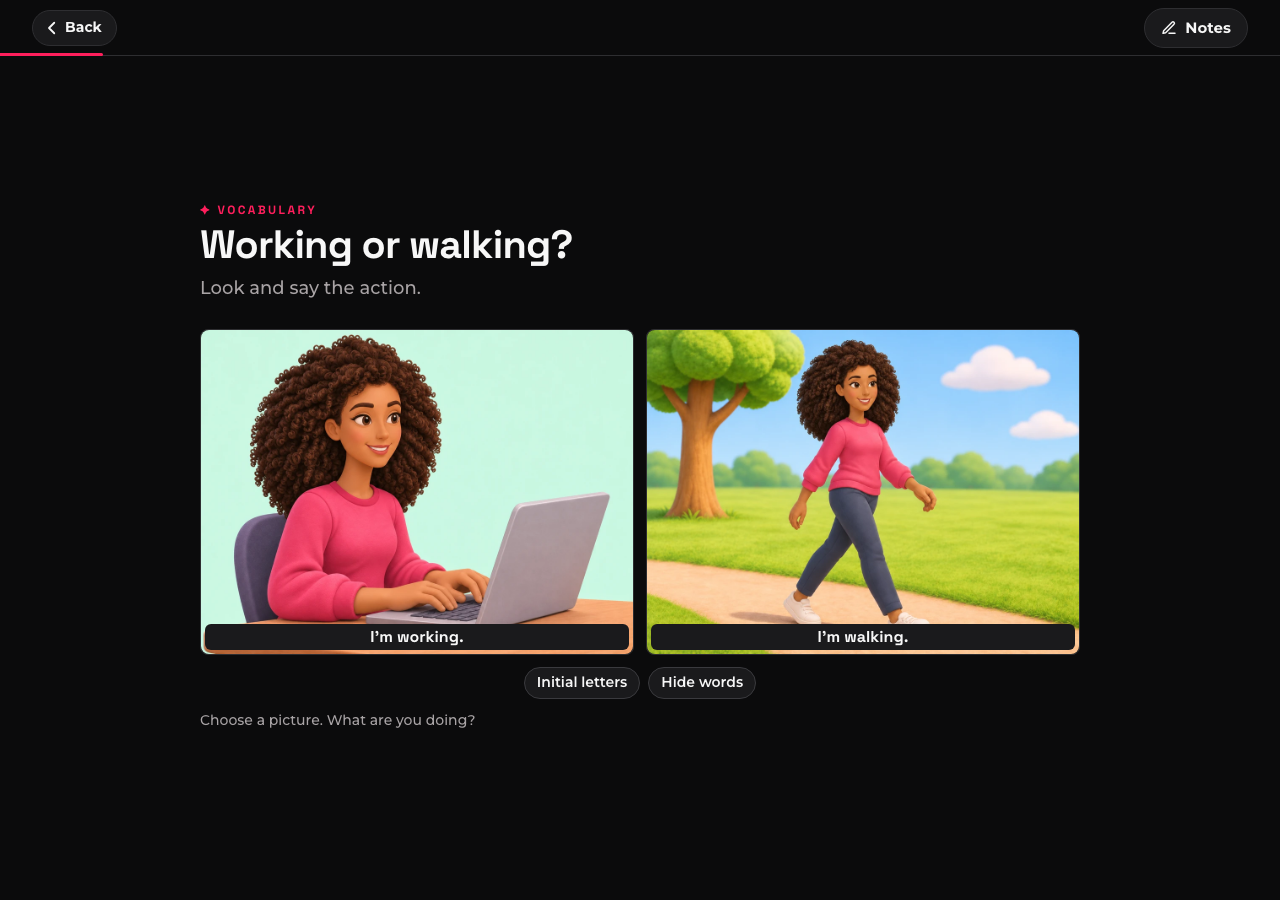 Back
Notes
VOCABULARY
Working or walking?
Look and say the action.
I'm working.
I'm walking.
Initial letters
Hide words
Choose a picture. What are you doing?